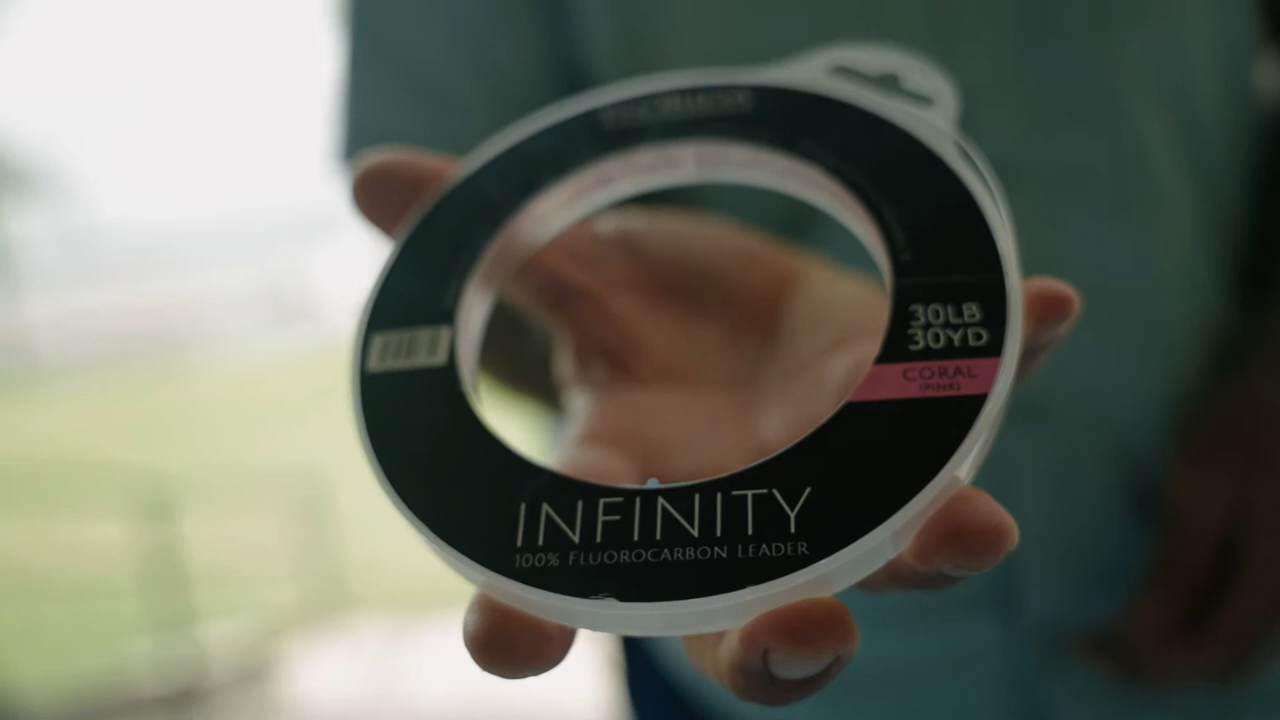 30LB
30YD
CORAL
(PINK)
INFINITY
100% FLUOROCARBON LEADER